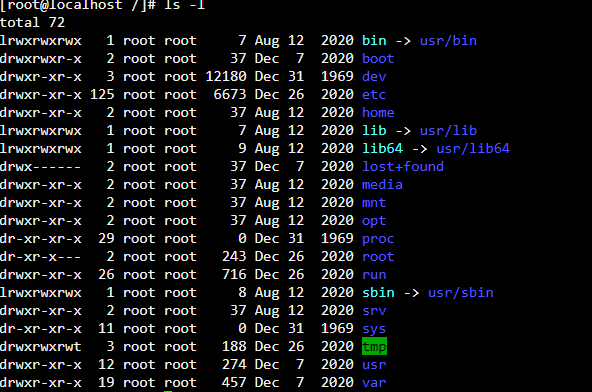 [root@localhost /]# ls -l
total 72
lrwxrwxrwx 1 root root 7 Aug 12 2020 bin -> usr/bin
drwxr-xr-x 2 root root 37 Dec 7 2020 boot
drwxr-xr-x 3 root root 12180 Dec 31 1969 dev
drwxr-xr-x 125 root root 6673 Dec 26 2020 etc
drwxr-xr-x 2 root root 37 Aug 12 2020 home
lrwxrwxrwx 1 root root 7 Aug 12 2020 lib -> usr/lib
lrwxrwxrwx 1 root root 9 Aug 12 2020 lib64 -> usr/lib64
drwx------ 2 root root 37 Dec 7 2020 lost+found
drwxr-xr-x 2 root root 37 Aug 12 2020 media
drwxr-xr-x 2 root root 37 Aug 12 2020 mnt
drwxr-xr-x 2 root root 37 Aug 12 2020 opt
dr-xr-xr-x 29 root root 0 Dec 31 1969 proc
dr-xr-x--- 2 root root 243 Dec 26 2020 root
drwxr-xr-x 26 root root 716 Dec 26 2020 run
lrwxrwxrwx 1 root root 8 Aug 12 2020 sbin -> usr/sbin
drwxr-xr-x 2 root root 37 Aug 12 2020 srv
dr-xr-xr-x 11 root root 0 Dec 31 1969 sys
drwxrwxrwt 3 root root 188 Dec 26 2020 tmp
drwxr-xr-x 12 root root 274 Dec 7 2020 usr
drwxr-xr-x 19 root root 457 Dec 7 2020 var